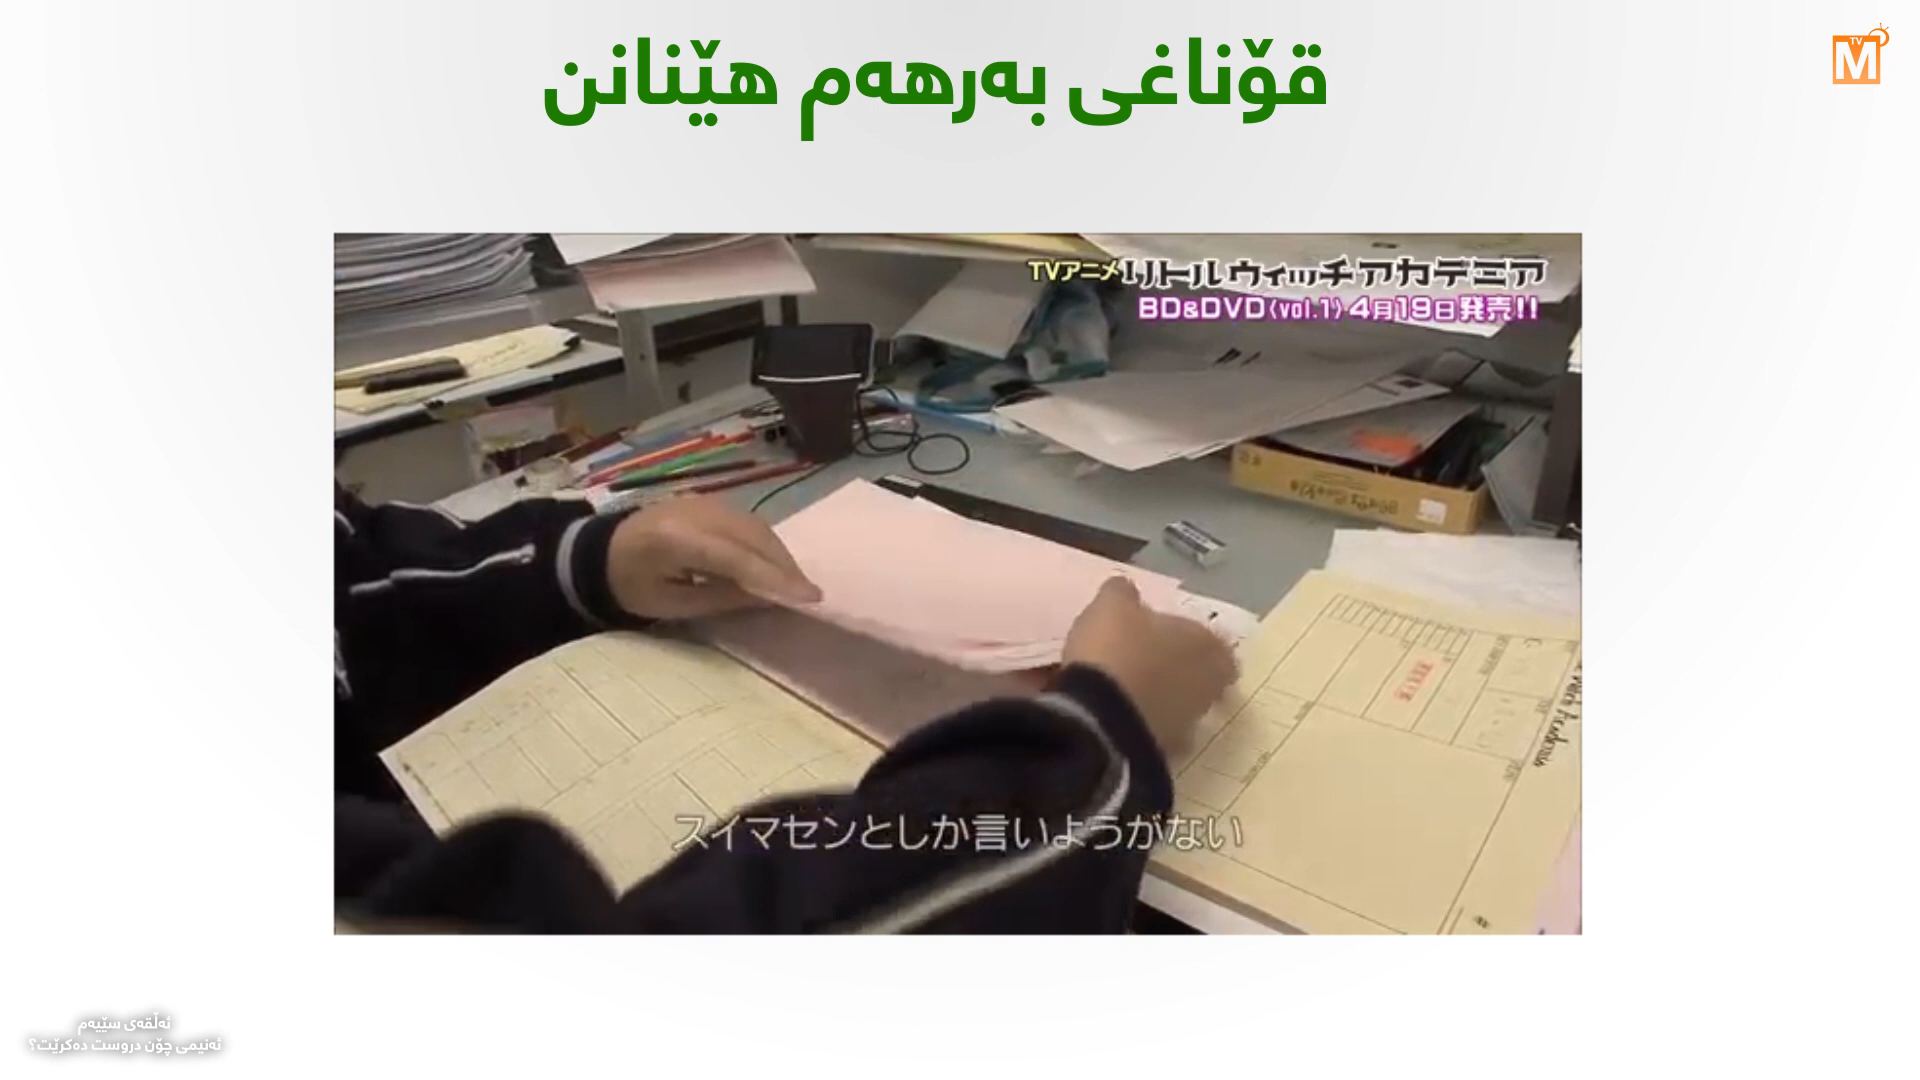 قۆناغی بەرهەم هێنانن
TV
M
TVアニメリトルウィッチアカデミア
BD&DVD〈vol.1〉4月19日発売!!
スイマセンとしか言いようがない
ئەڵقەی سێیەم
ئەنیمی چۆن دروست دەکرێت؟